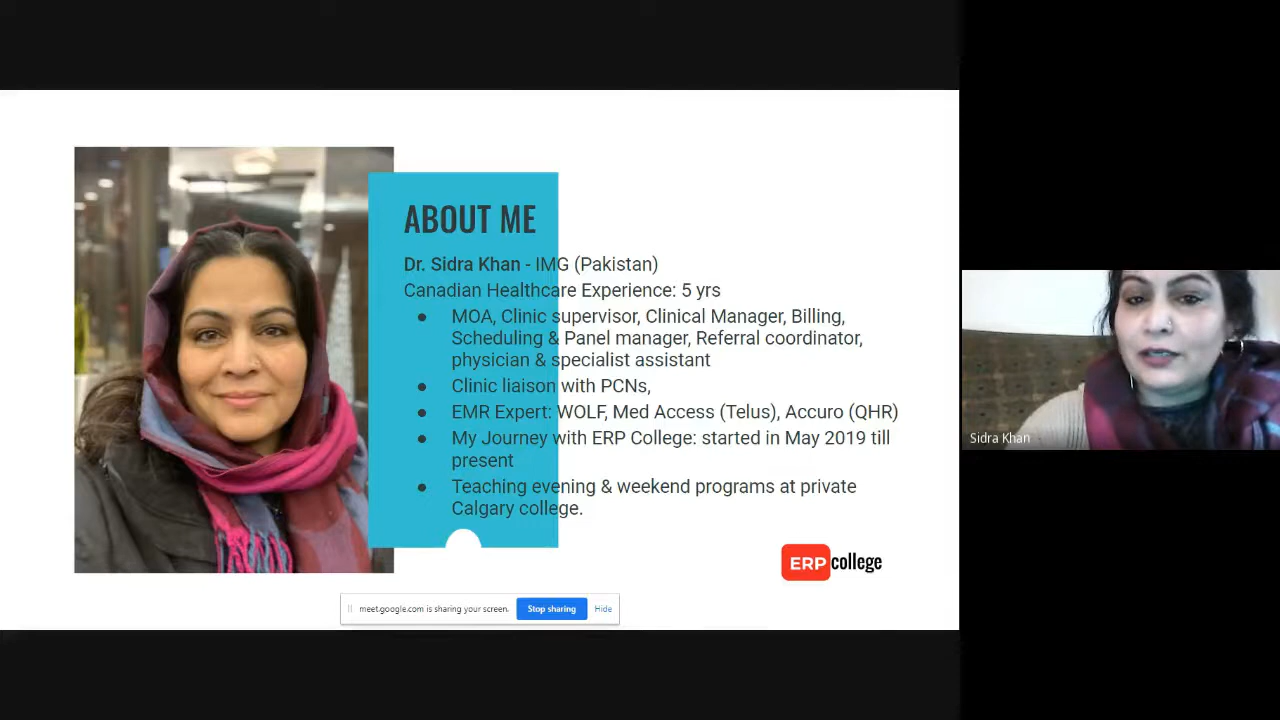 ABOUT ME
Dr. Sidra Khan - IMG (Pakistan)
Canadian Healthcare Experience: 5 yrs
● MOA, Clinic supervisor, Clinical Manager, Billing,
Scheduling & Panel manager, Referral coordinator,
physician & specialist assistant
● Clinic liaison with PCNs,
● EMR Expert: WOLF, Med Access (Telus), Accuro (QHR)
● My Journey with ERP College: started in May 2019 till
present
● Teaching evening & weekend programs at private
Calgary college.
ERP college
meet.google.com is sharing your screen. Stop sharing Hide
Sidra Khan